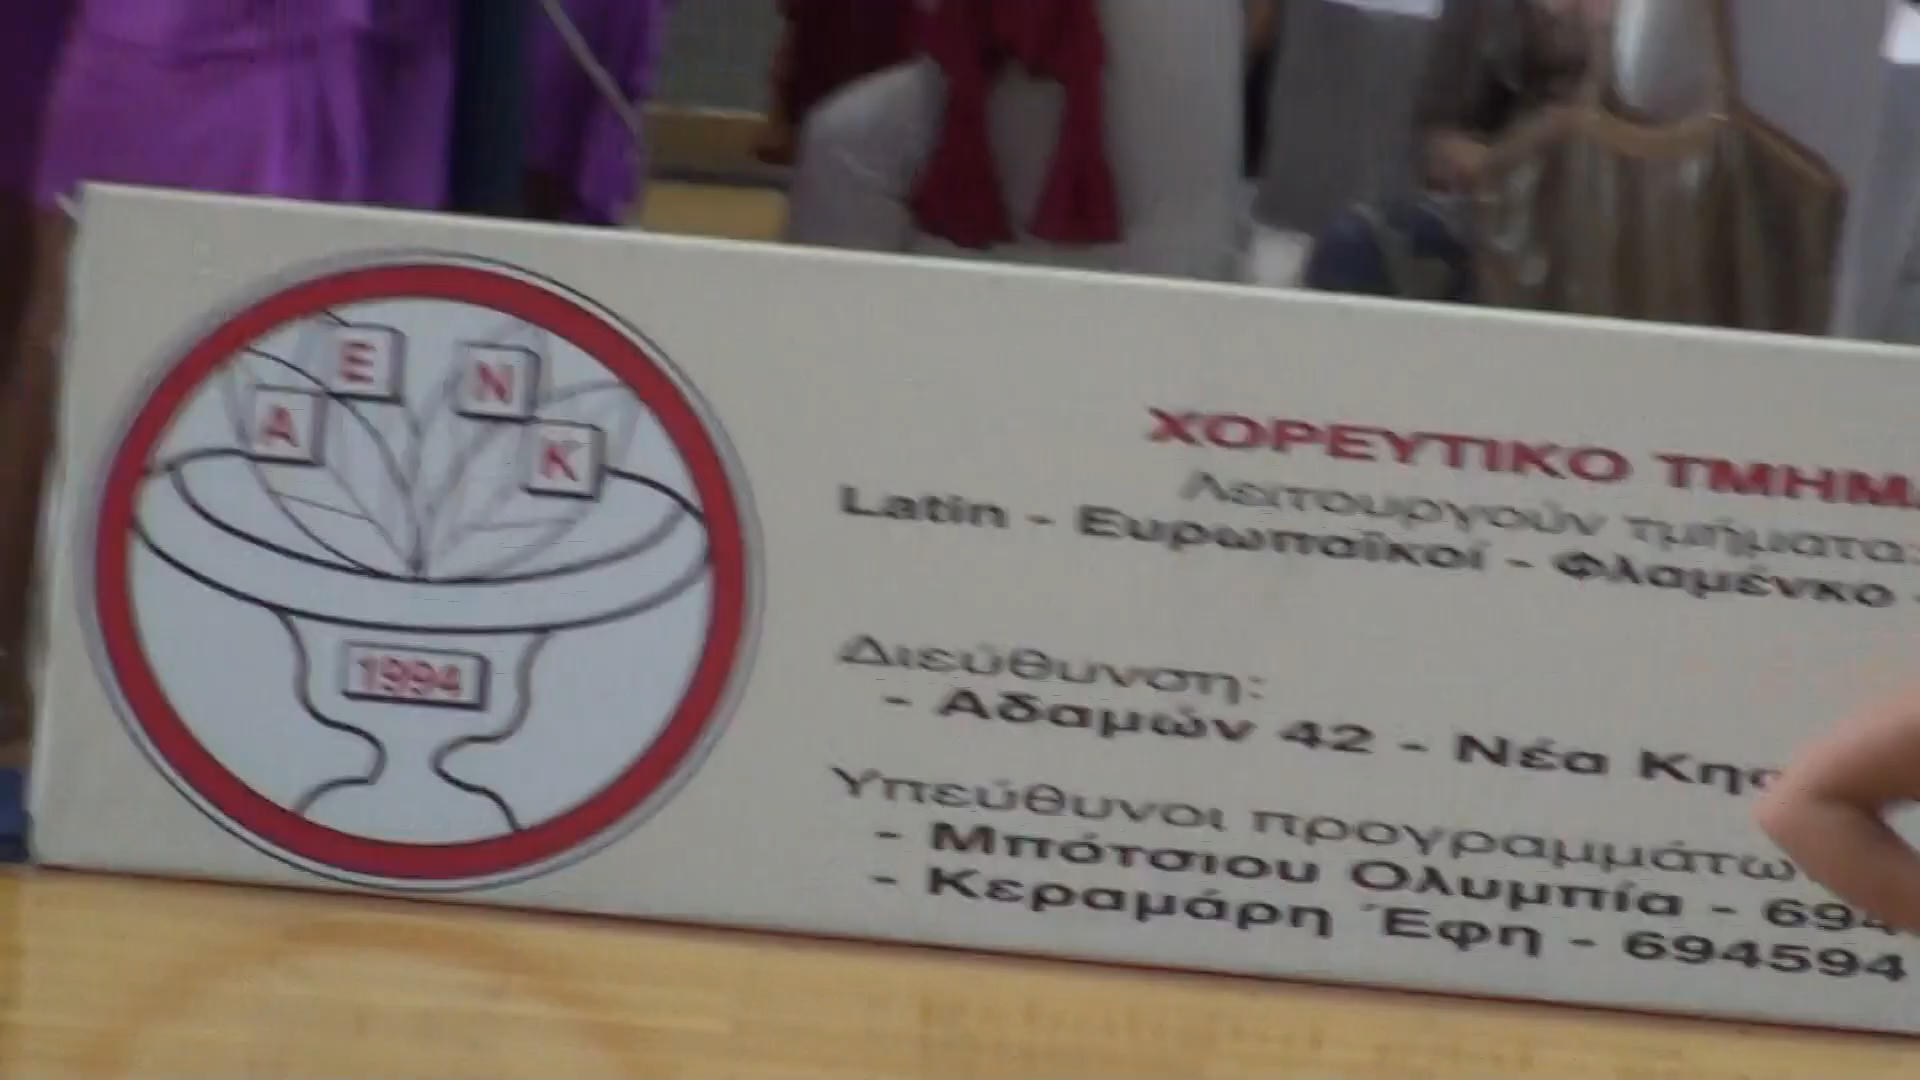 Α Ε Ν Κ
1994
ΧΟΡΕΥΤΙΚΟ ΤΜΗΜΑ
Λειτουργούν τμήματα:
Latin - Ευρωπαϊκοί - Φλαμένκο -
Διεύθυνση:
- Αδαμών 42 - Νέα
Υπεύθυνοι
- Μπότσιου Ολυμπία - 694
- Κεραμάρη Έφη - 694594